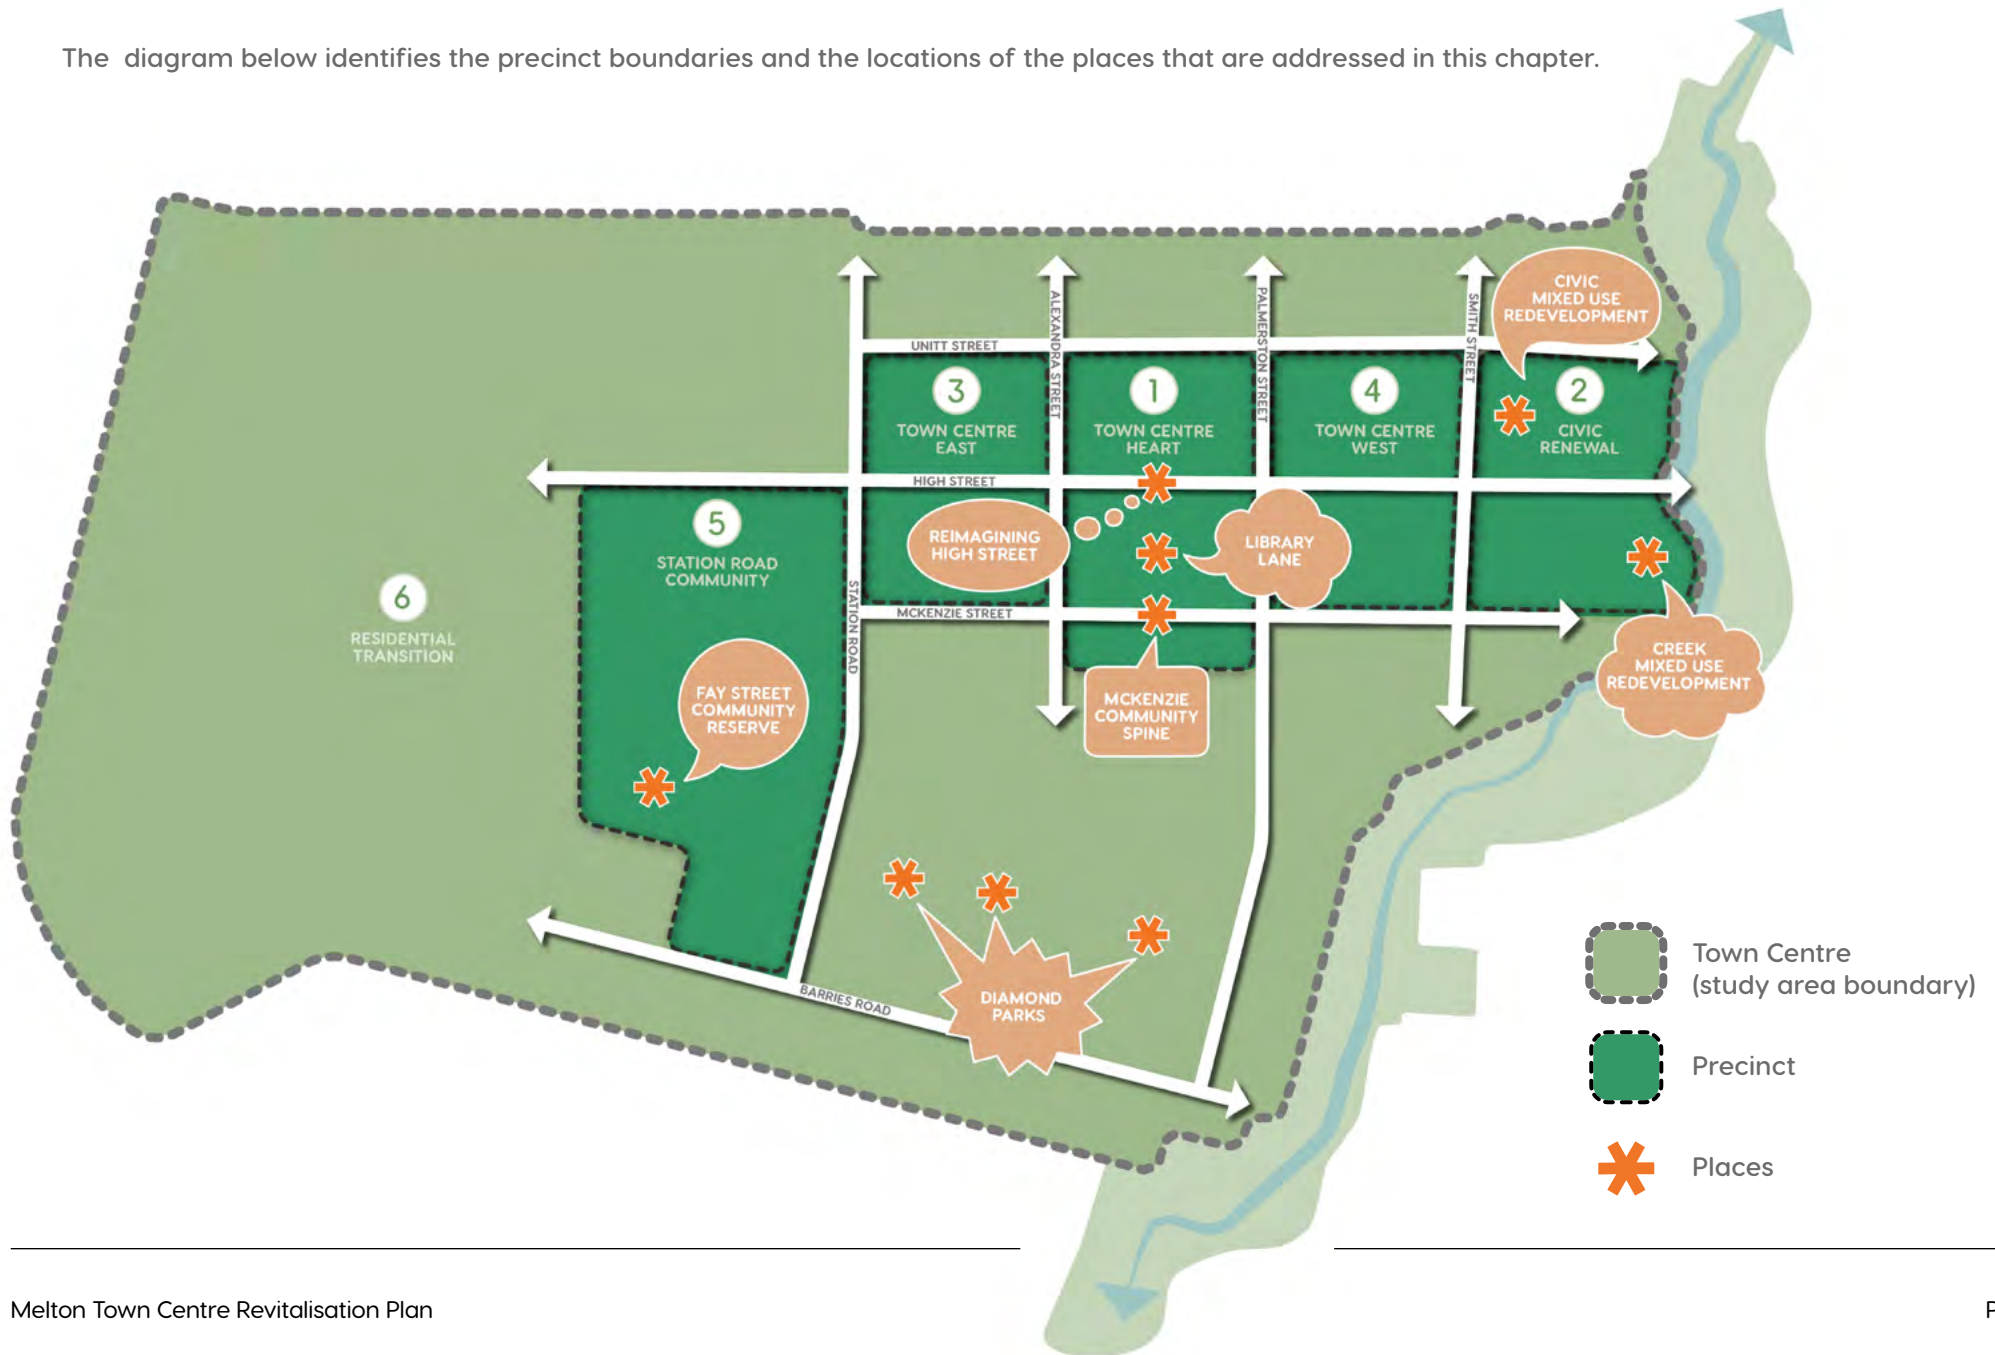 The diagram below identifies the precinct boundaries and the locations of the places that are addressed in this chapter.
CIVIC
MIXED USE
REDEVELOPMENT
ALEXANDRA STREET
PALMERSTON STREET
SMITH STREET
UNITT STREET
3
TOWN CENTRE
EAST
1
TOWN CENTRE
HEART
4
TOWN CENTRE
WEST
2
CIVIC
RENEWAL
HIGH STREET
5
STATION ROAD
COMMUNITY
REIMAGINING
HIGH STREET
LIBRARY
LANE
6
RESIDENTIAL
TRANSITION
STATION ROAD
MCKENZIE STREET
CREEK
MIXED USE
REDEVELOPMENT
FAY STREET
COMMUNITY
RESERVE
MCKENZIE
COMMUNITY
SPINE
DIAMOND
PARKS
BARRIES ROAD
Town Centre
(study area boundary)
Precinct
Places
Melton Town Centre Revitalisation Plan
P